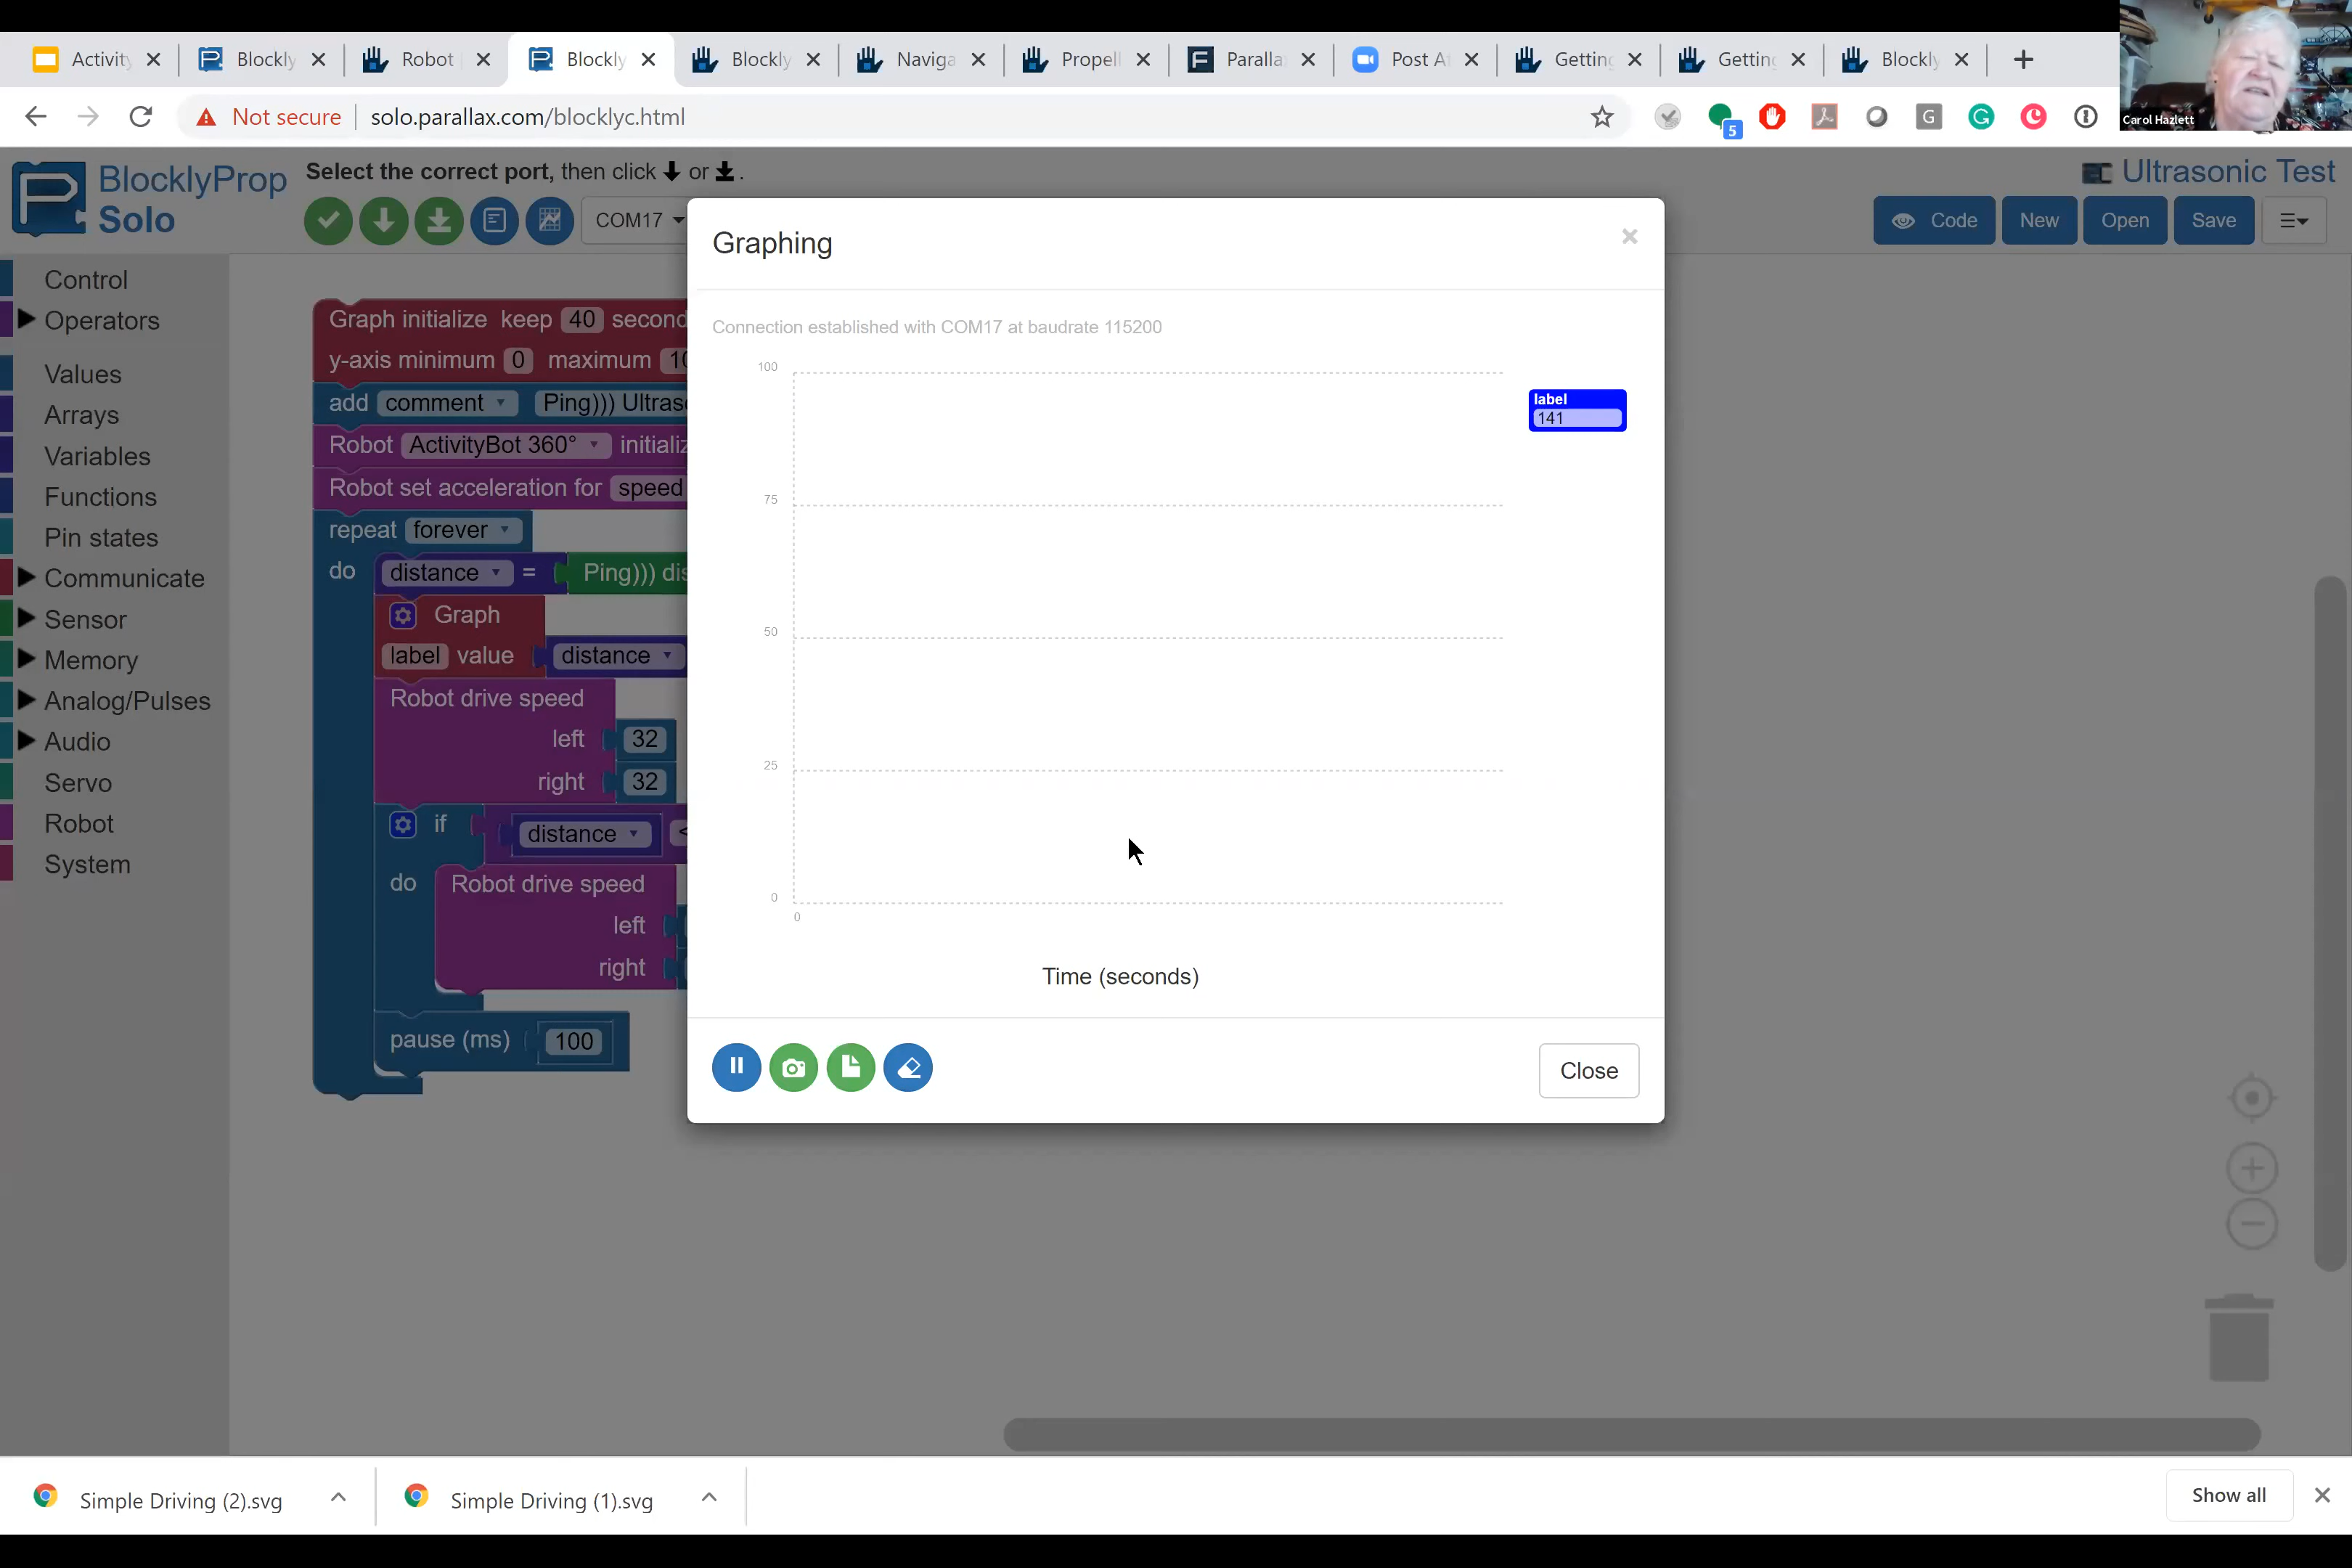 Activity
Blockly
Robot
Blockly
Blockly
Naviga
Propell
Paralla
Post A
Getting
Getting
Blockly
Not secure
solo.parallax.com/blocklyc.html
5
G
Carol Hazlett
BlocklyProp
Solo
Select the correct port, then click or .
COM17
Ultrasonic Test
Code
New
Open
Save
Control
Operators
Values
Arrays
Variables
Functions
Pin states
Communicate
Sensor
Memory
Analog/Pulses
Audio
Servo
Robot
System
Graph initialize keep 40 second
y-axis minimum 0 maximum 10
add comment Ping))) Ultras
Robot ActivityBot 360° initializ
Robot set acceleration for speed
repeat forever
do distance = Ping))) dis
Graph
label value distance
Robot drive speed
left 32
right 32
if distance <
do Robot drive speed
left
right
pause (ms) 100
Graphing
×
Connection established with COM17 at baudrate 115200
100
75
50
25
0
0
Time (seconds)
label
141
Close
Simple Driving (2).svg
Simple Driving (1).svg
Show all